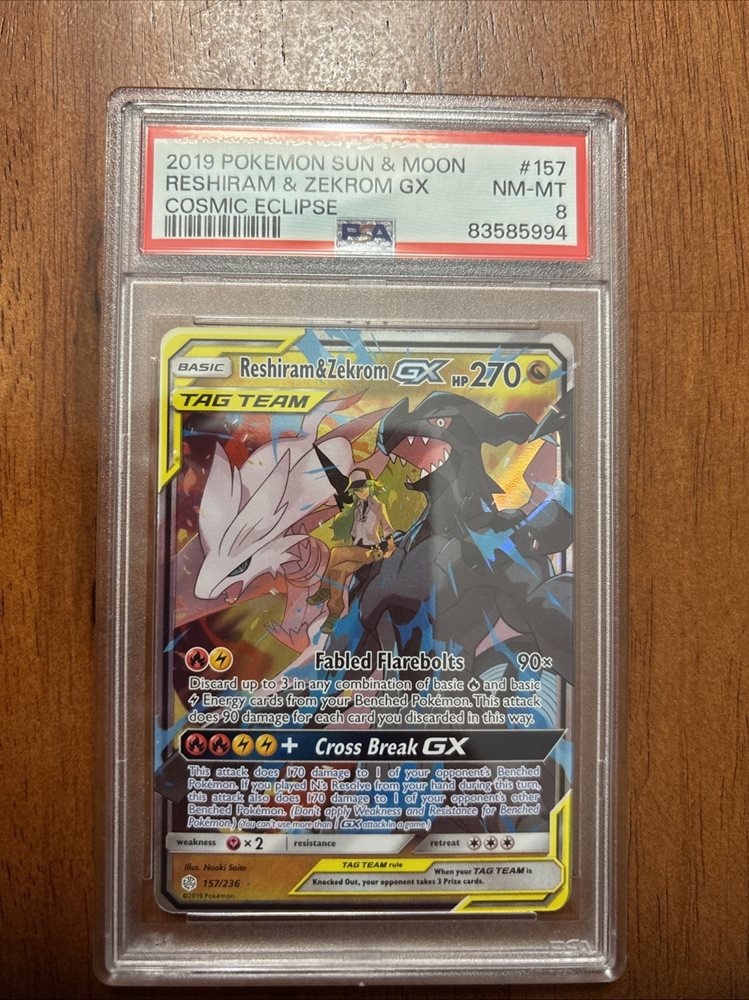 2019 POKEMON SUN & MOON #157
RESHIRAM & ZEKROM GX NM-MT
COSMIC ECLIPSE 8
PSA 83585994
BASIC Reshiram&Zekrom GX HP270
TAG TEAM
Fabled Flarebolts 90×
Discard up to 3 in any combination of basic and basic
Energy cards from your Benched Pokémon. This attack
does 90 damage for each card you discarded in this way.
+ Cross Break GX
This attack does 170 damage to 1 of your opponent's Benched
Pokémon. If you played N's Resolve from your hand during this turn,
this attack also does 170 damage to 1 of your opponent's other
Benched Pokémon. (Don't apply Weakness and Resistance for Benched
Pokémon.) (You can't use more than 1 GX attack in a game.)
weakness ×2 resistance retreat
Illus. Naoki Saito
TAG TEAM rule
When your TAG TEAM is
Knocked Out, your opponent takes 3 Prize cards.
157/236
©2019 Pokémon
PSA